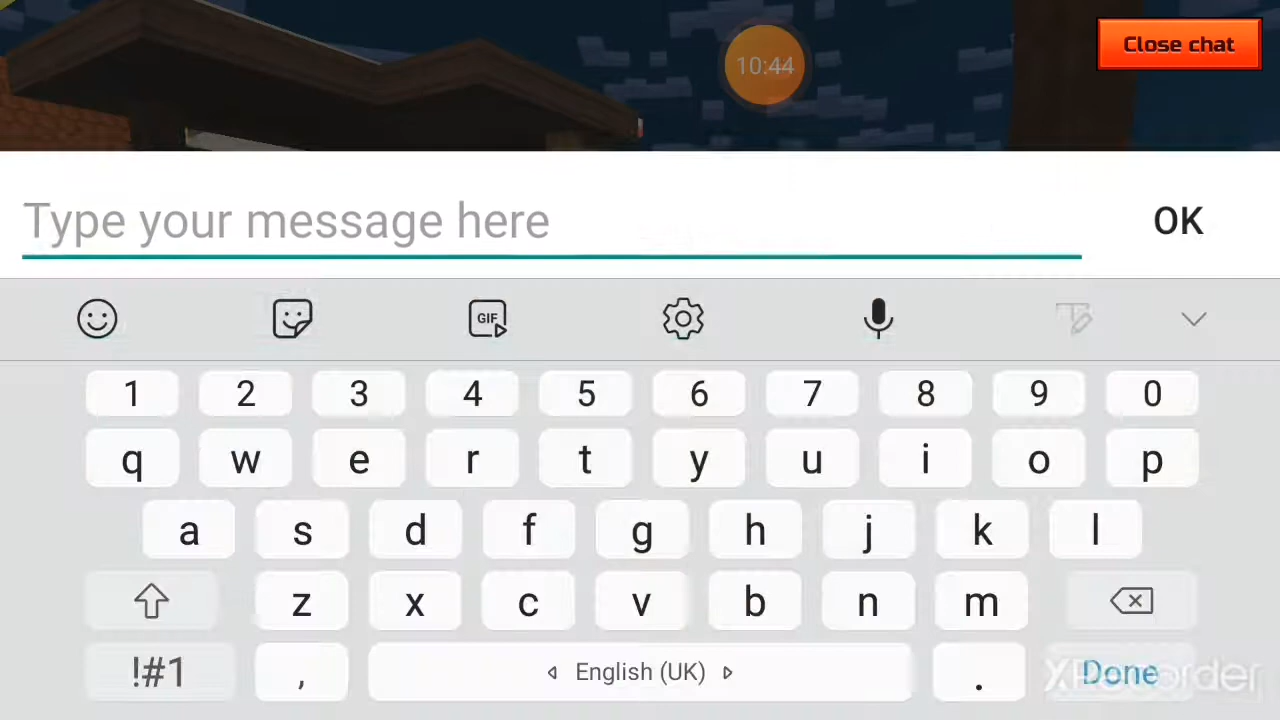 Close chat
10:44
Type your message here
OK
GIF
1 2 3 4 5 6 7 8 9 0
q w e r t y u i o p
a s d f g h j k l
z x c v b n m
!#1 , English (UK) . Done
XRecorder